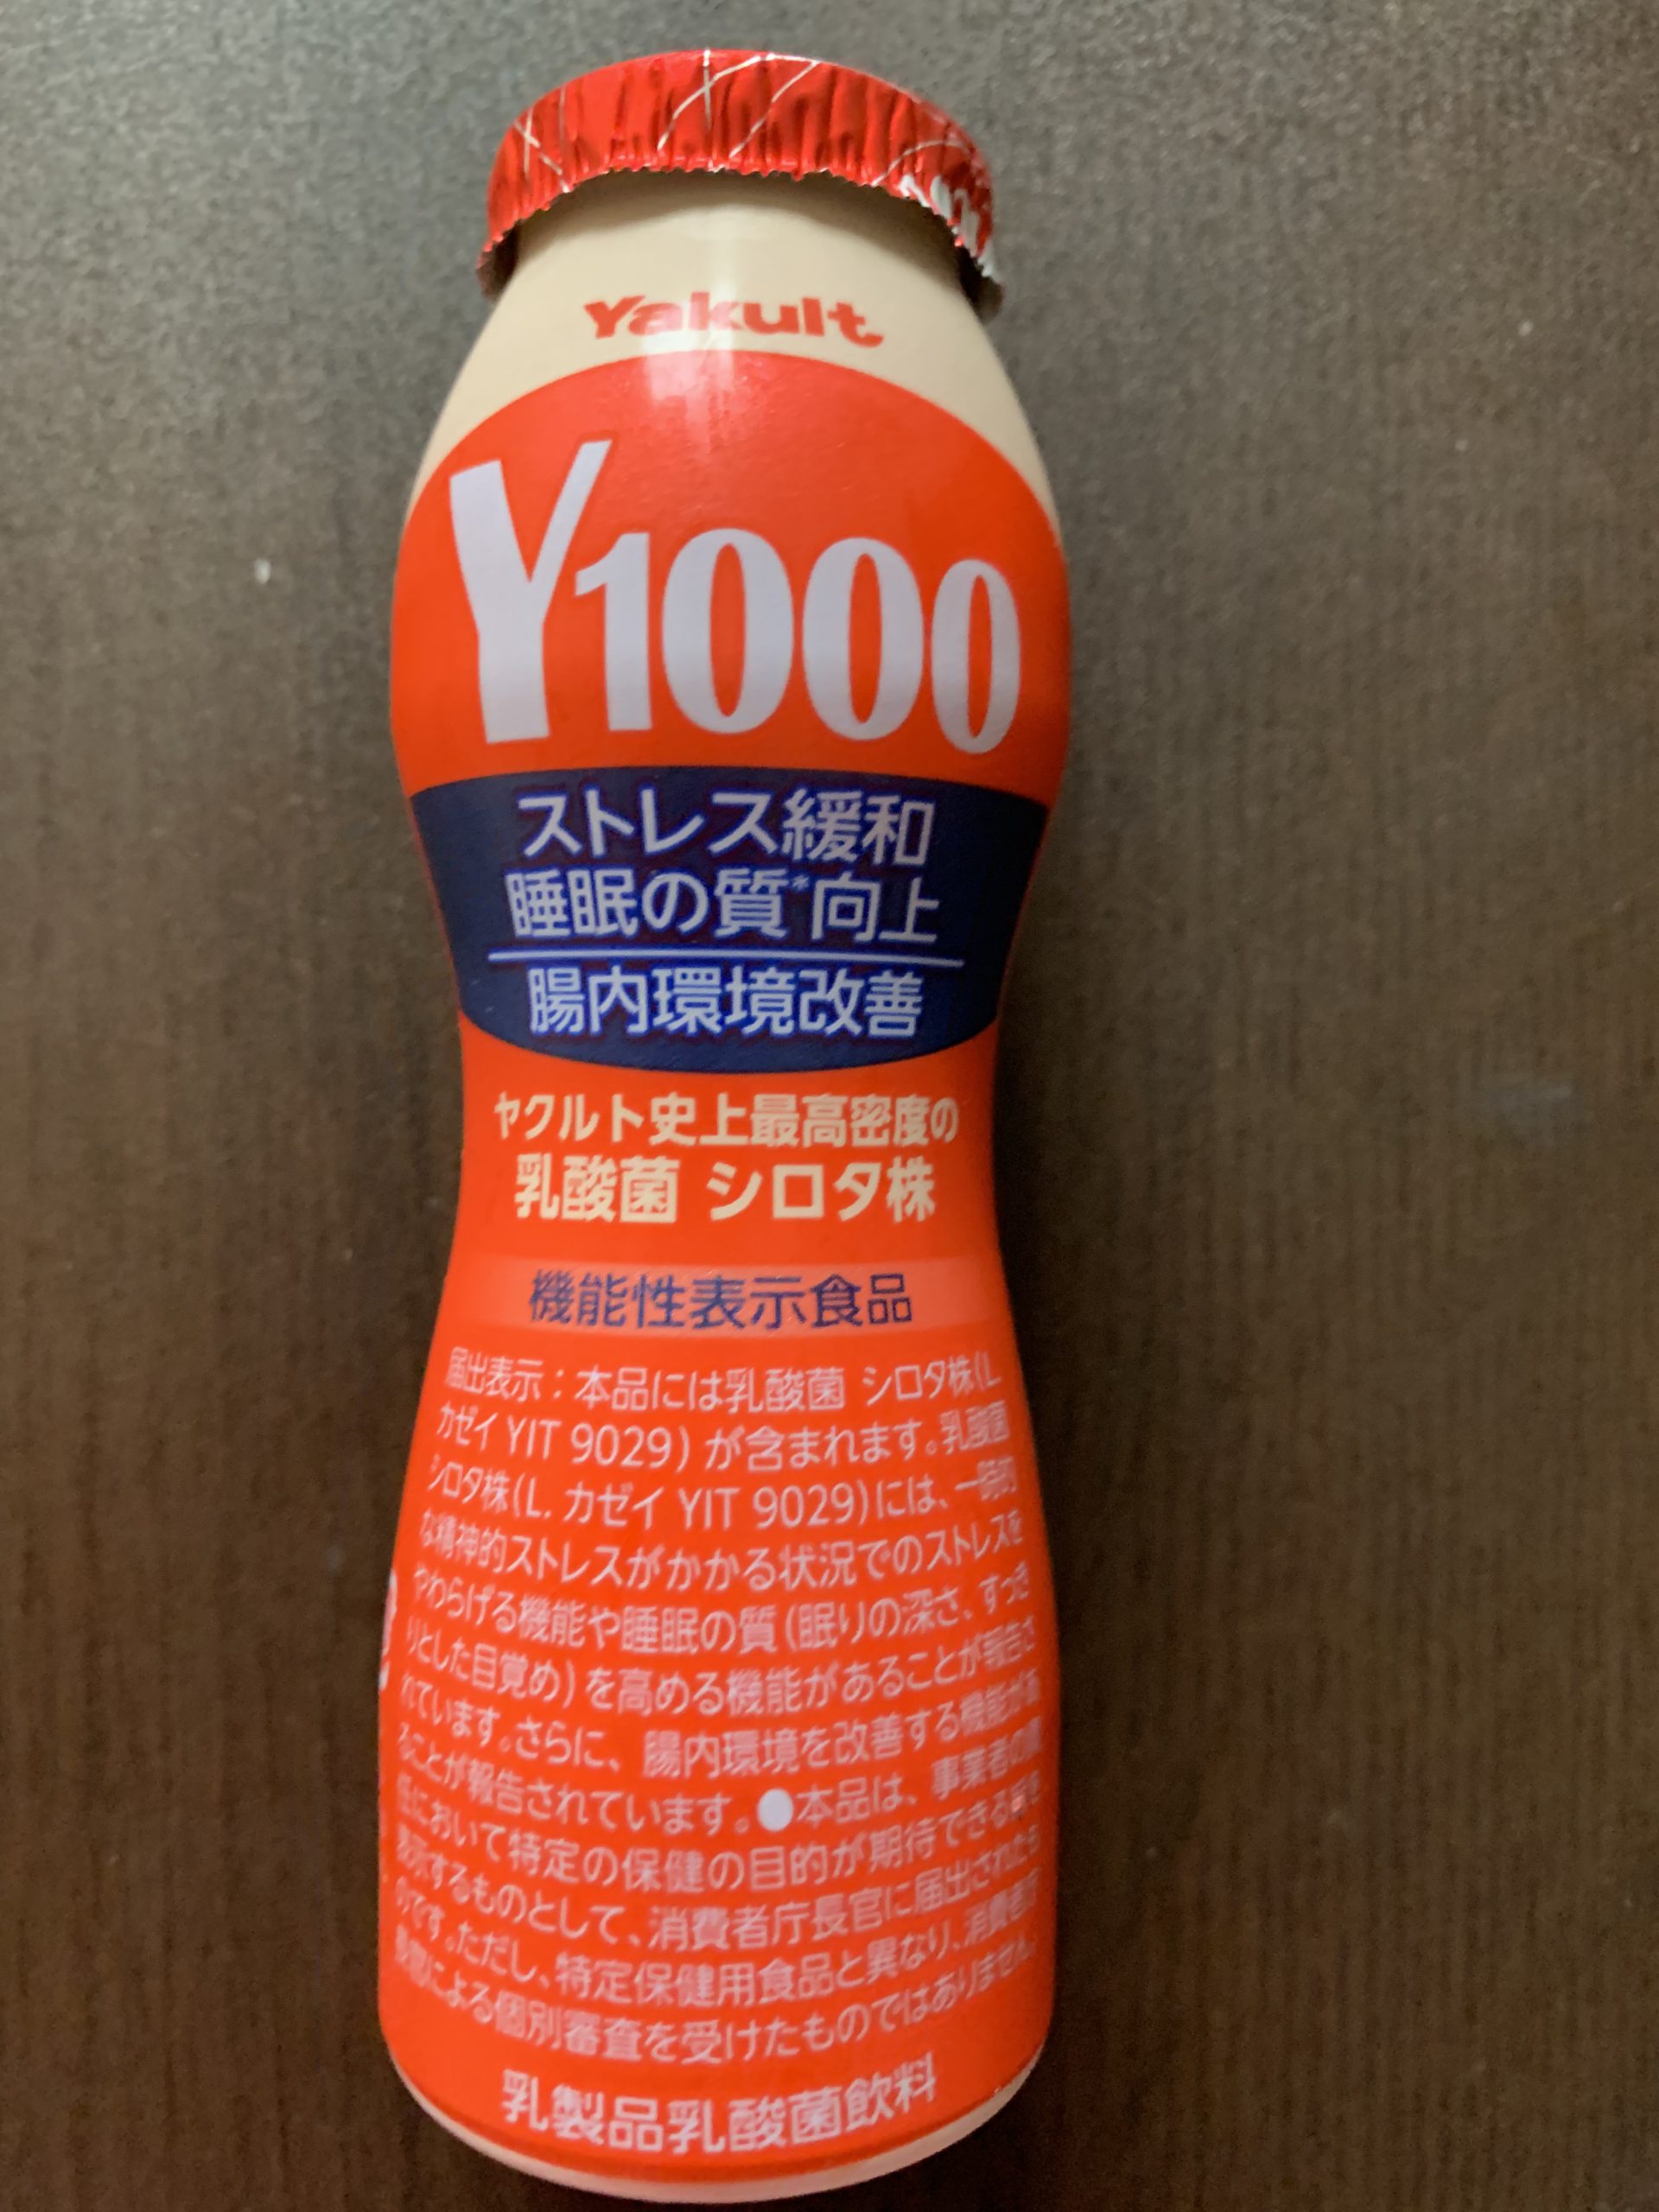 Yakult
Y1000
ストレス緩和
睡眠の質*向上
腸内環境改善
ヤクルト史上最高密度の
乳酸菌 シロタ株
機能性表示食品
届出表示：本品には乳酸菌 シロタ株(L.
カゼイ YIT 9029) が含まれます。乳酸菌
シロタ株(L. カゼイ YIT 9029)には、一時的
な精神的ストレスがかかる状況でのストレスを
やわらげる機能や睡眠の質 (眠りの深さ、すっき
りとした目覚め) を高める機能があることが報告さ
れています。さらに、腸内環境を改善する機能があ
ることが報告されています。●本品は、事業者の責
任において特定の保健の目的が期待できる旨を
表示するものとして、消費者庁長官に届出されたも
のです。ただし、特定保健用食品と異なり、消費者庁
長官による個別審査を受けたものではありません。
乳製品乳酸菌飲料